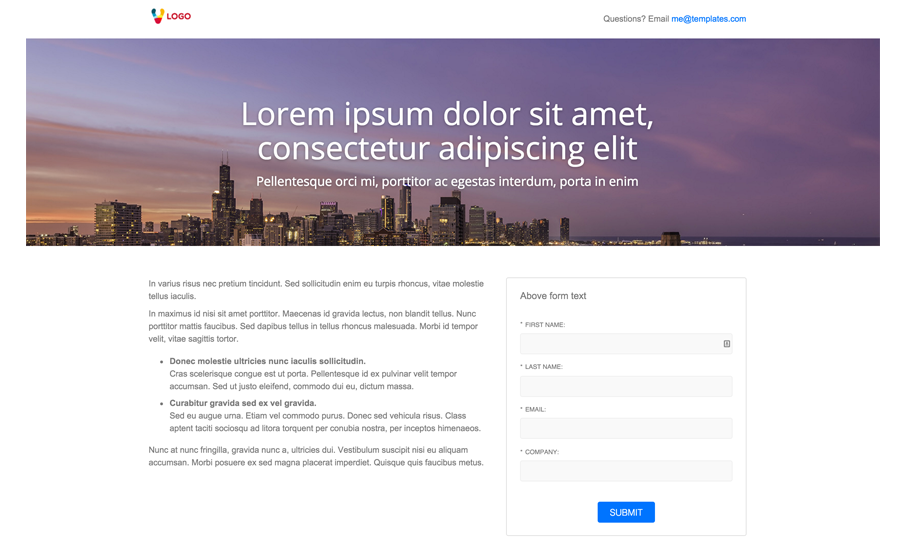 LOGO
Questions? Email me@templates.com
Lorem ipsum dolor sit amet,
consectetur adipiscing elit
Pellentesque orci mi, porttitor ac egestas interdum, porta in enim
In varius risus nec pretium tincidunt. Sed sollicitudin enim eu turpis rhoncus, vitae molestie
tellus iaculis.
In maximus id nisi sit amet porttitor. Maecenas id gravida lectus, non blandit tellus. Nunc
porttitor mattis faucibus. Sed dapibus tellus in tellus rhoncus malesuada. Morbi id tempor
velit, vitae sagittis tortor.
• Donec molestie ultricies nunc iaculis sollicitudin.
Cras scelerisque congue est ut porta. Pellentesque id ex pulvinar velit tempor
accumsan. Sed ut justo eleifend, commodo dui eu, dictum massa.
• Curabitur gravida sed ex vel gravida.
Sed eu augue urna. Etiam vel commodo purus. Donec sed vehicula risus. Class
aptent taciti sociosqu ad litora torquent per conubia nostra, per inceptos himenaeos.
Nunc at nunc fringilla, gravida nunc a, ultricies dui. Vestibulum suscipit nisi eu aliquam
accumsan. Morbi posuere ex sed magna placerat imperdiet. Quisque quis faucibus metus.
Above form text
* FIRST NAME:
* LAST NAME:
* EMAIL:
* COMPANY:
SUBMIT